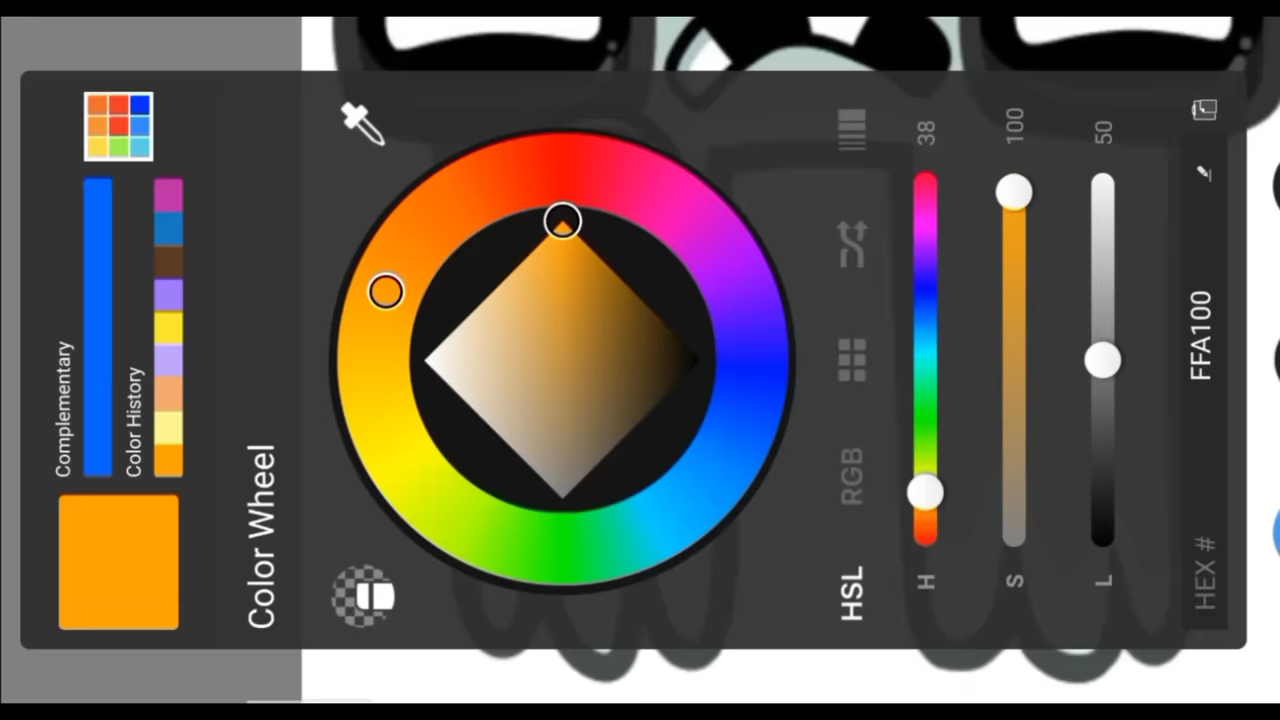 Complementary
Color History
Color Wheel
HSL
RGB
H
38
S
100
L
50
HEX #
FFA100